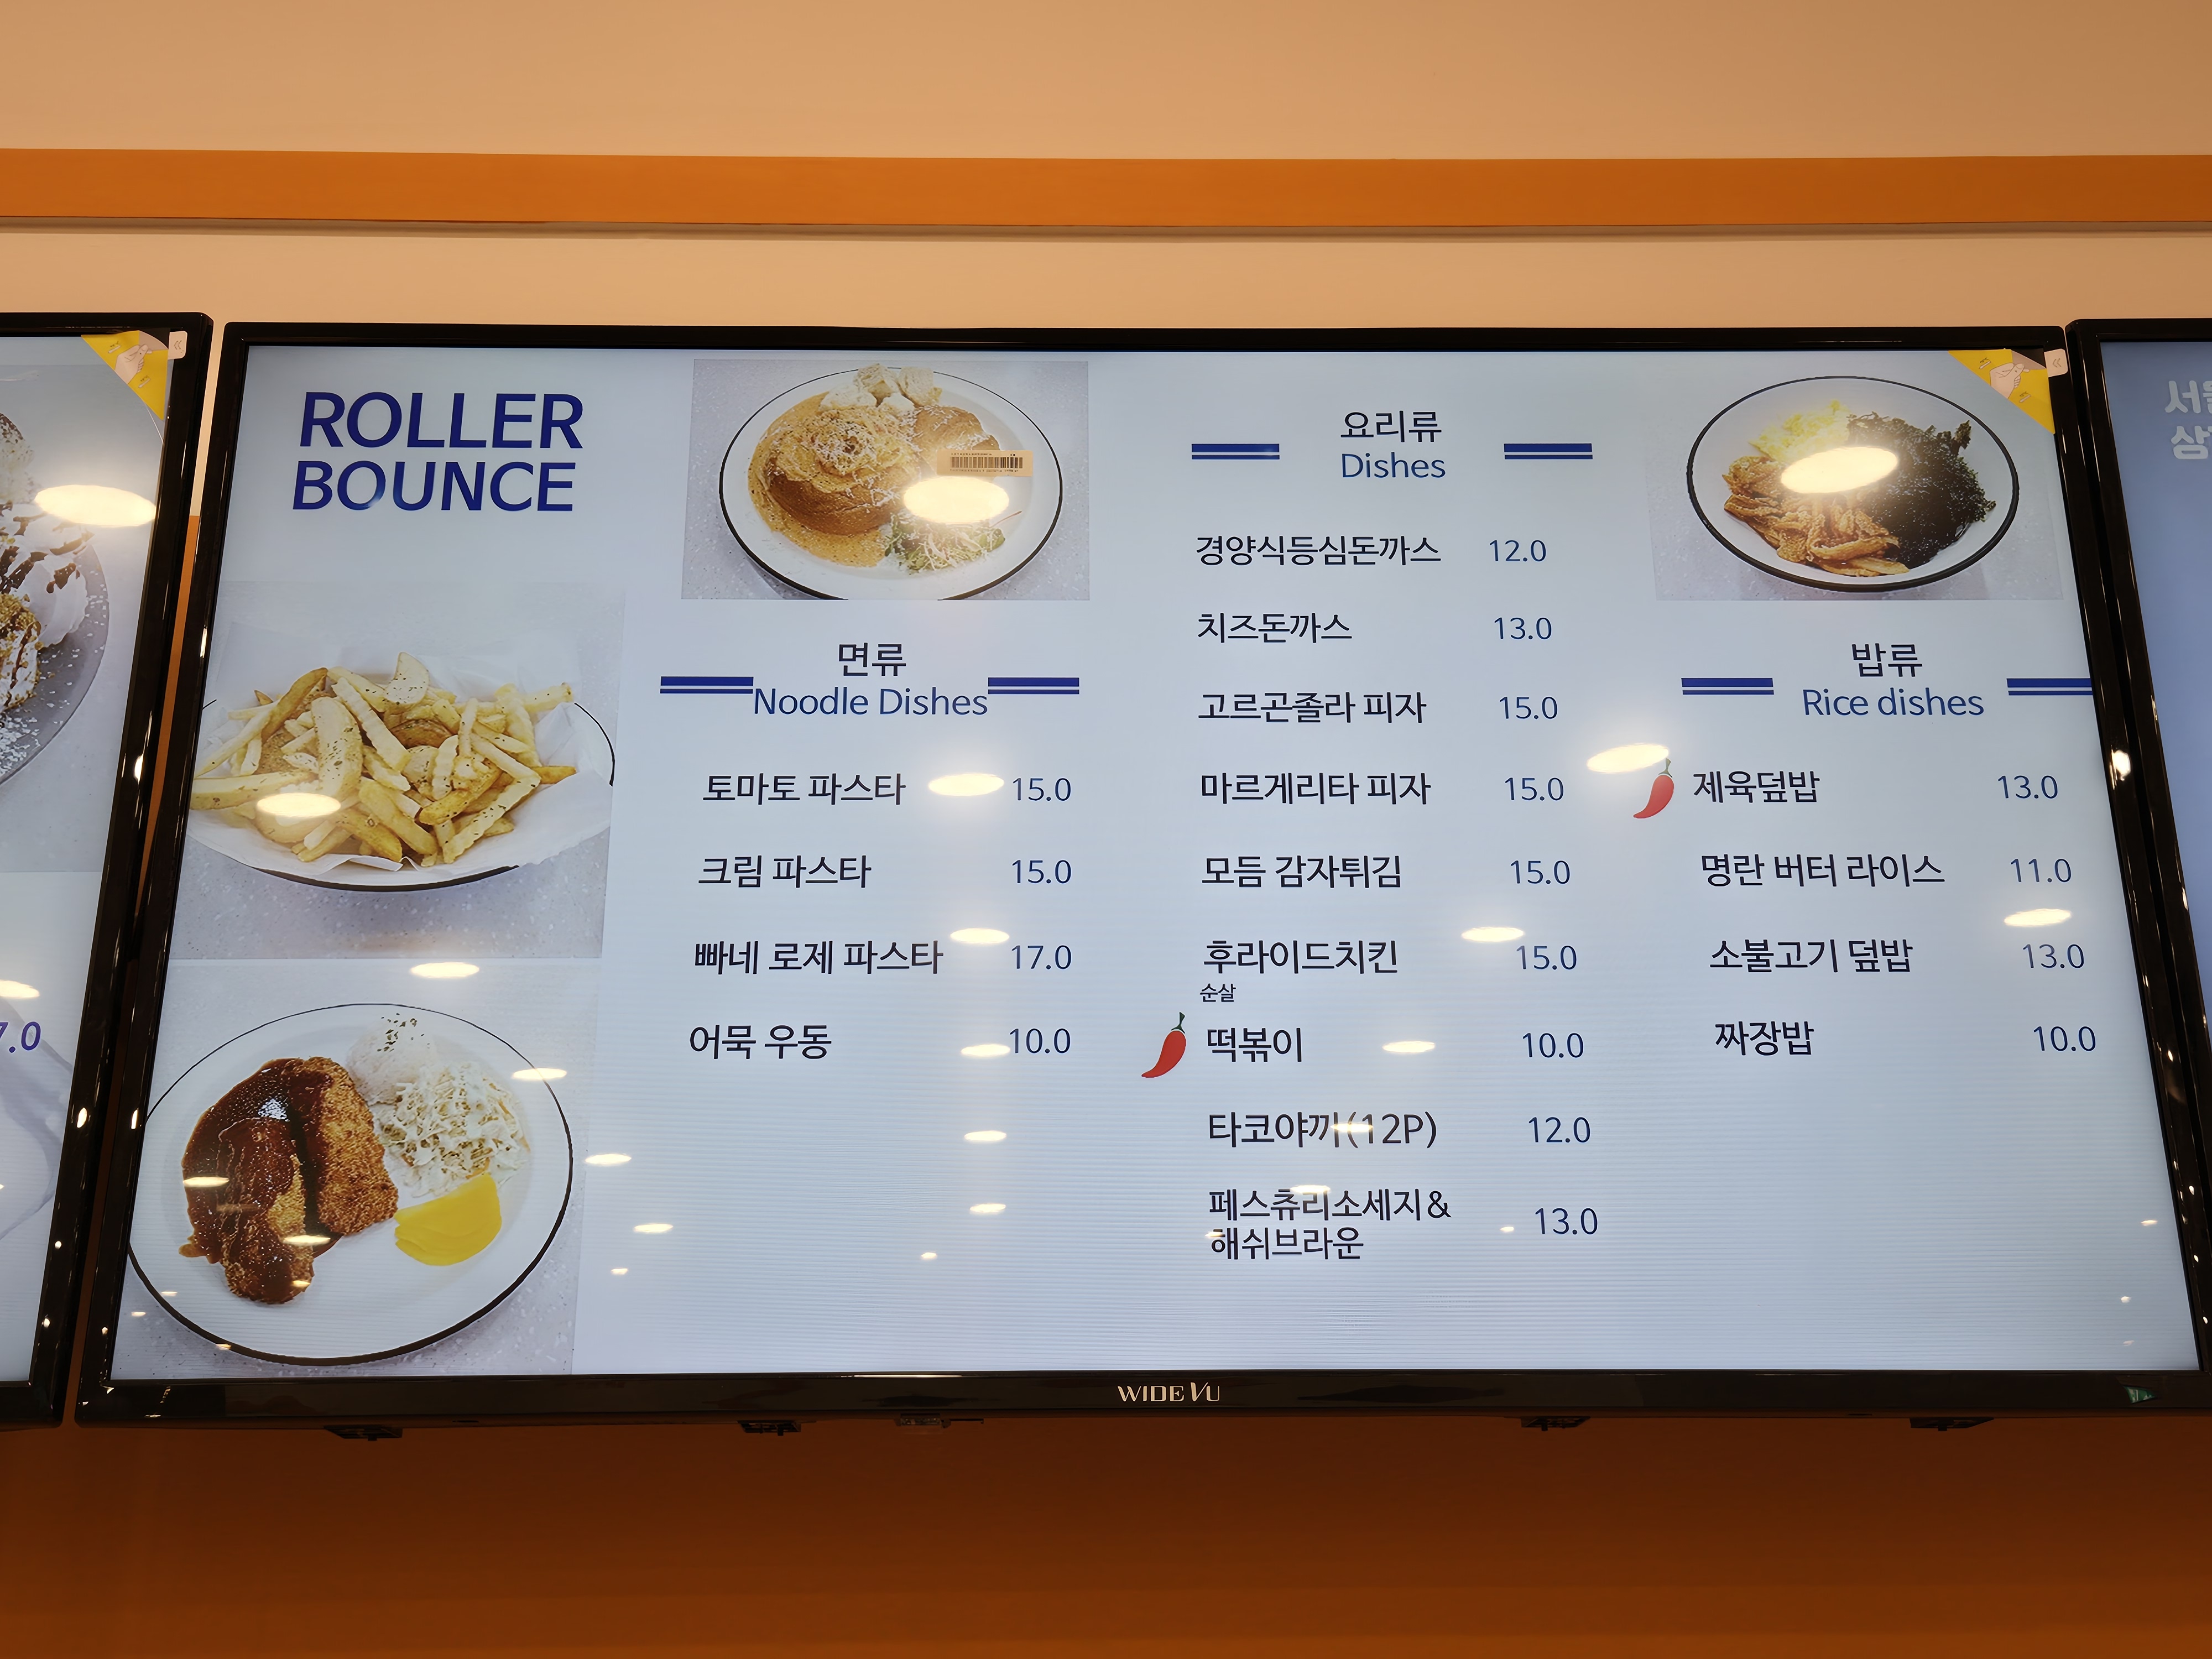 ROLLER
BOUNCE
면류
Noodle Dishes
토마토 파스타 15.0
크림 파스타 15.0
빠네 로제 파스타 17.0
어묵 우동 10.0
요리류
Dishes
경양식등심돈까스 12.0
치즈돈까스 13.0
고르곤졸라 피자 15.0
마르게리타 피자 15.0
모듬 감자튀김 15.0
후라이드치킨 15.0
순살
떡볶이 10.0
타코야끼(12P) 12.0
페스츄리소세지&
해쉬브라운 13.0
밥류
Rice dishes
제육덮밥 13.0
명란 버터 라이스 11.0
소불고기 덮밥 13.0
짜장밥 10.0
WIDE VU